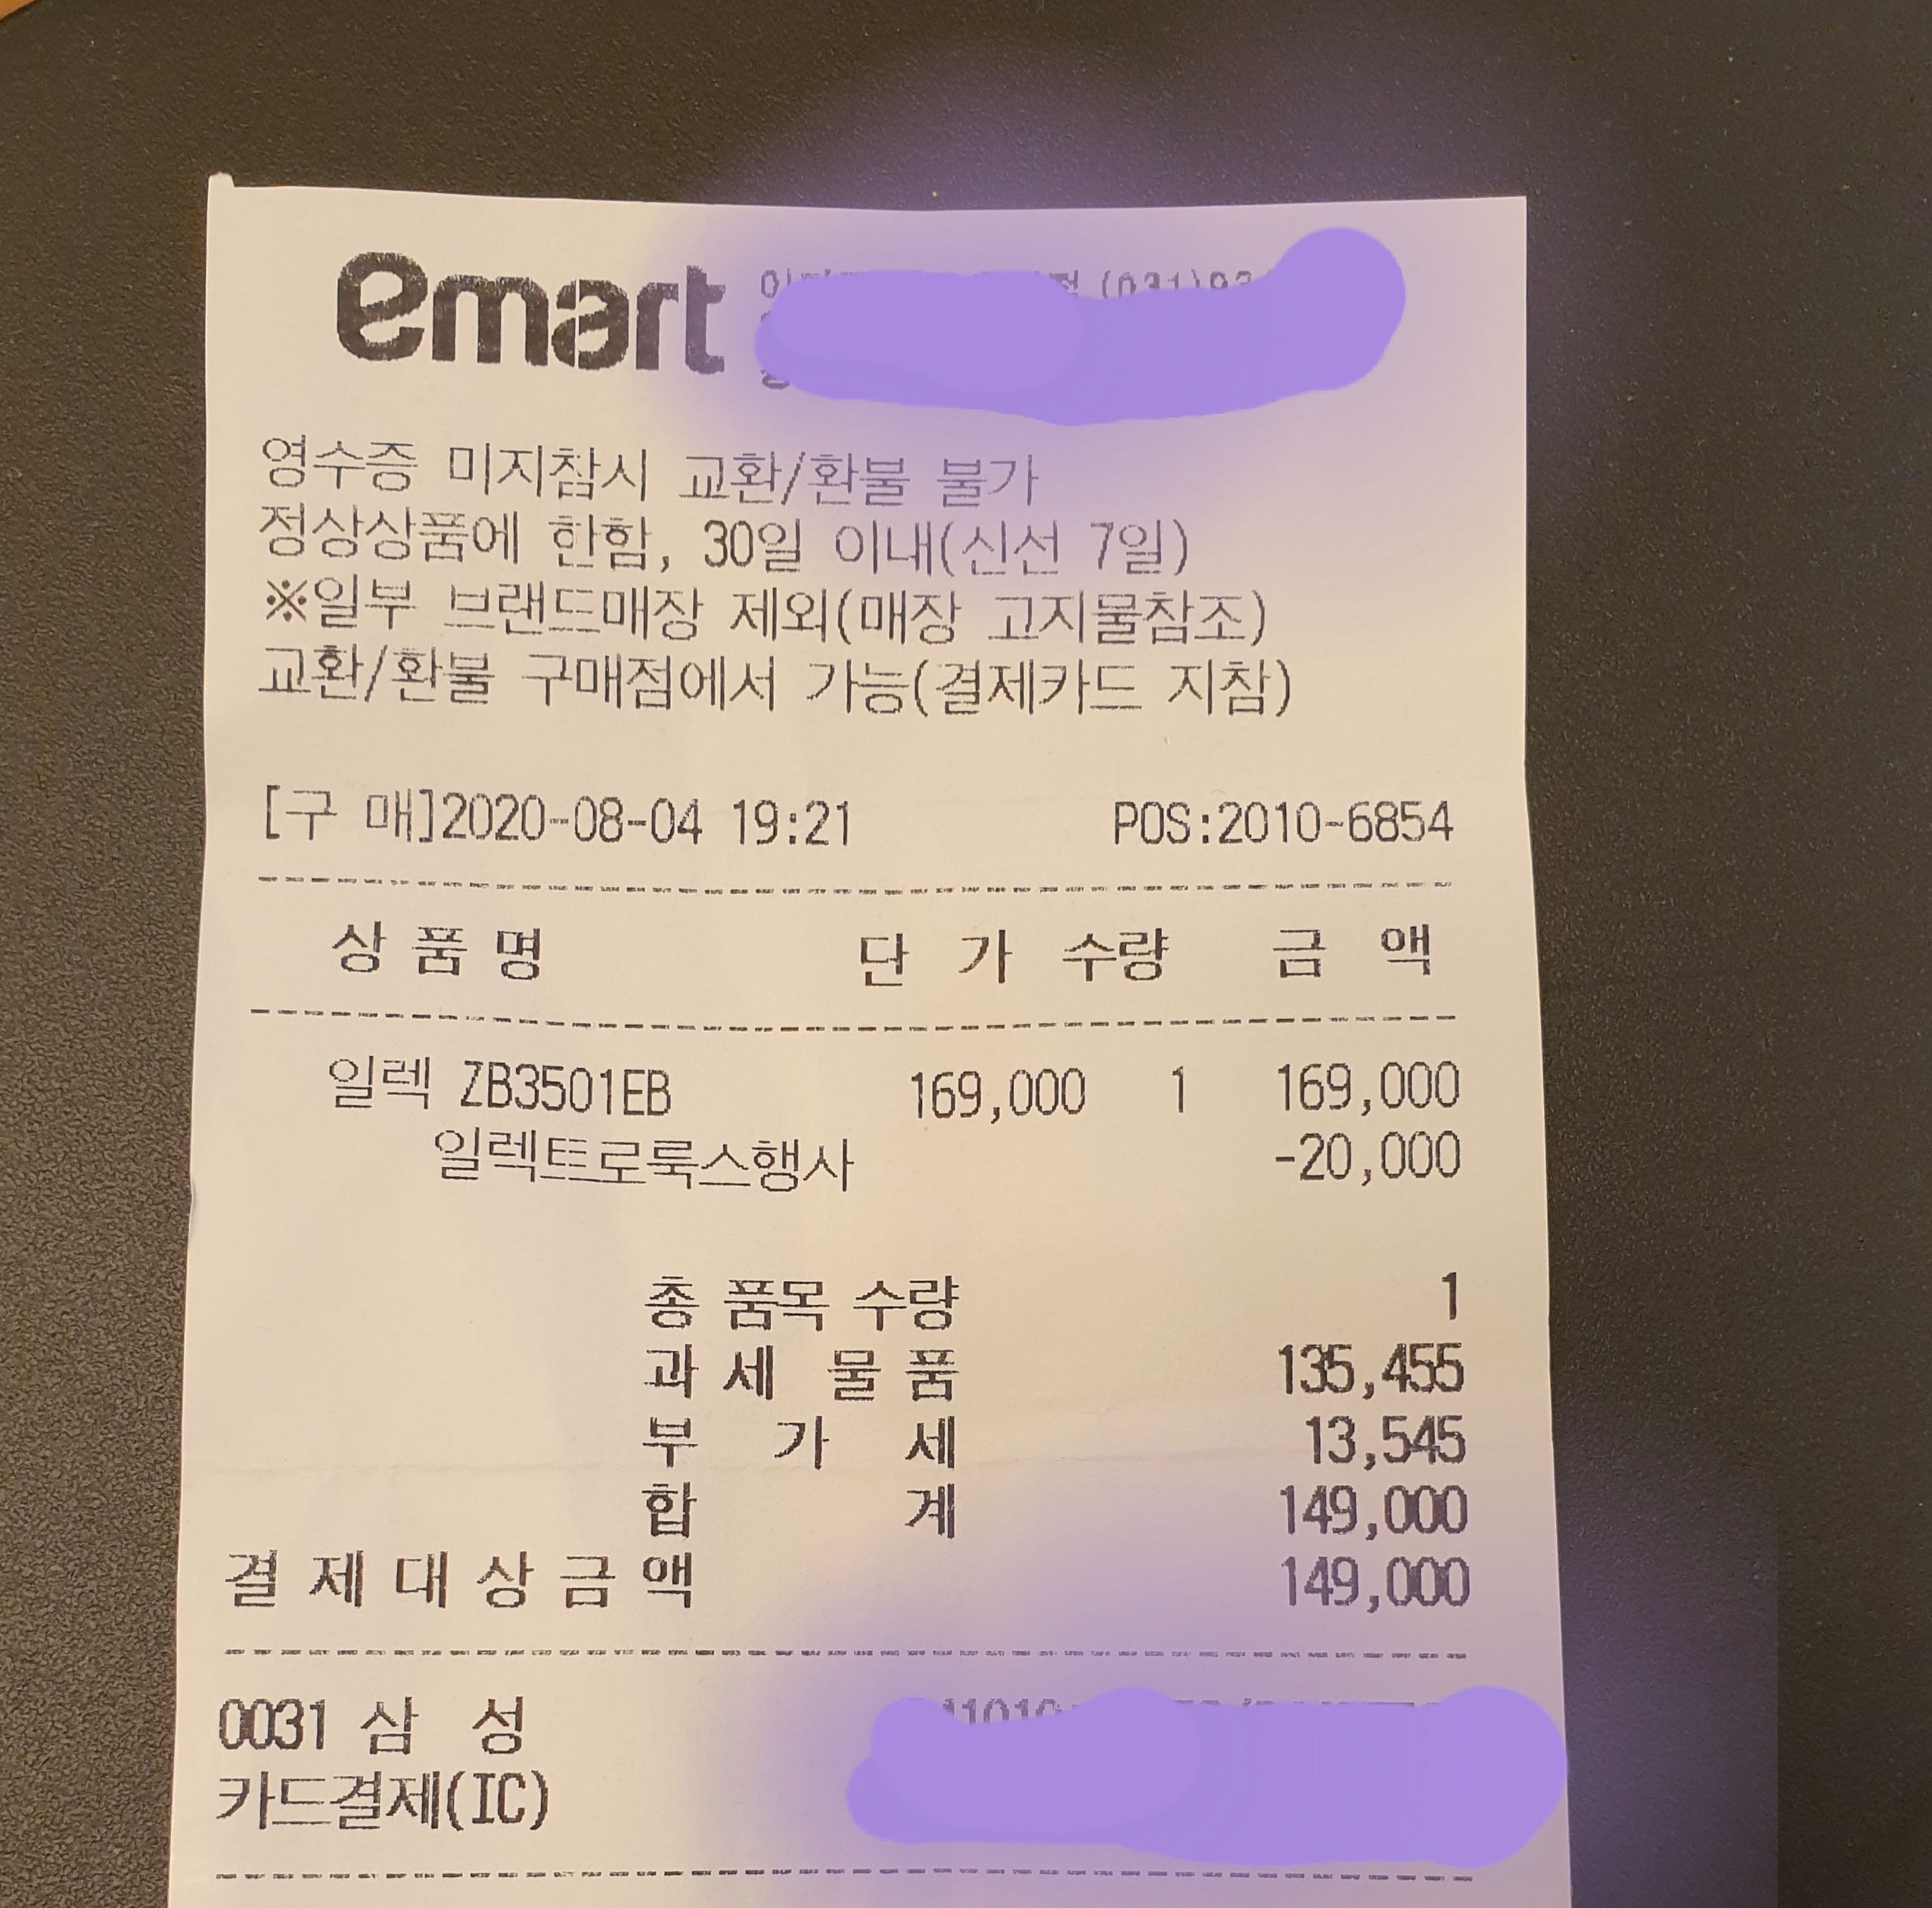 emart
영수증 미지참시 교환/환불 불가
정상상품에 한함, 30일 이내(신선 7일)
※일부 브랜드매장 제외(매장 고지물참조)
교환/환불 구매점에서 가능(결제카드 지참)
[구 매]2020-08-04 19:21 POS:2010-6854
상 품 명 단 가 수량 금 액
일렉 ZB3501EB 169,000 1 169,000
일렉트로룩스행사 -20,000
총 품목 수량 1
과 세 물 품 135,455
부 가 세 13,545
합 계 149,000
결 제 대 상 금 액 149,000
0031 삼 성
카드결제(IC)